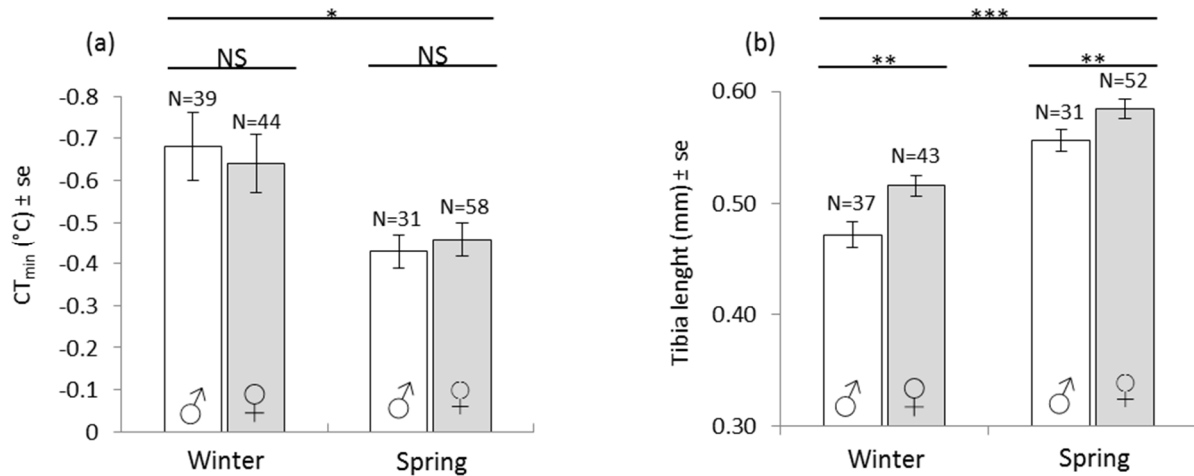 (a)
*
NS
NS
-0.8
-0.7
-0.6
-0.5
-0.4
-0.3
-0.2
-0.1
0
CTmin (°C) ± se
N=39
N=44
N=31
N=58
♂
♀
♂
♀
Winter
Spring
(b)
***
**
**
0.60
0.50
0.40
0.30
Tibia lenght (mm) ± se
N=37
N=43
N=31
N=52
♂
♀
♂
♀
Winter
Spring